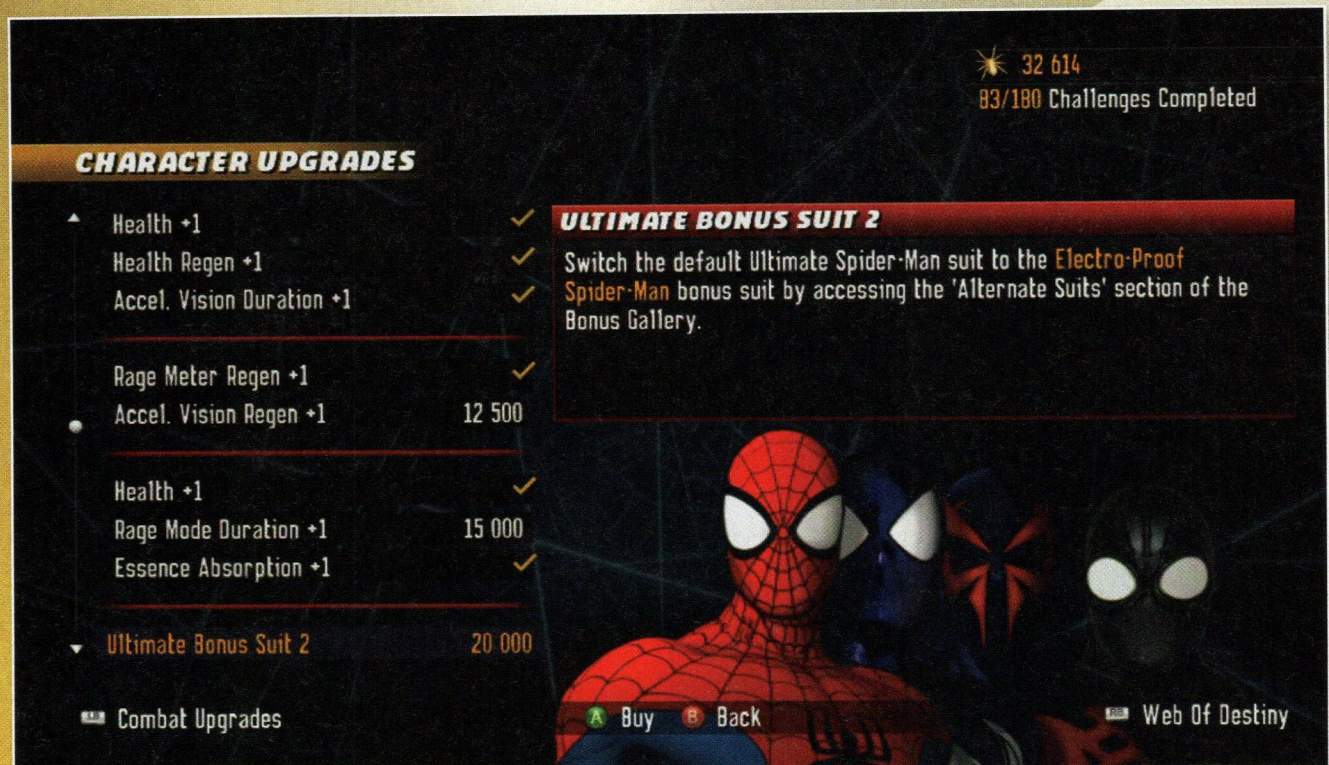 32 614
83/180 Challenges Completed
CHARACTER UPGRADES
Health +1
Health Regen +1
Accel. Vision Duration +1
Rage Meter Regen +1
Accel. Vision Regen +1 12 500
Health +1
Rage Mode Duration +1 15 000
Essence Absorption +1
Ultimate Bonus Suit 2 20 000
ULTIMATE BONUS SUIT 2
Switch the default Ultimate Spider-Man suit to the Electro-Proof
Spider-Man bonus suit by accessing the 'Alternate Suits' section of the
Bonus Gallery.
LB Combat Upgrades
A Buy B Back
RB Web Of Destiny